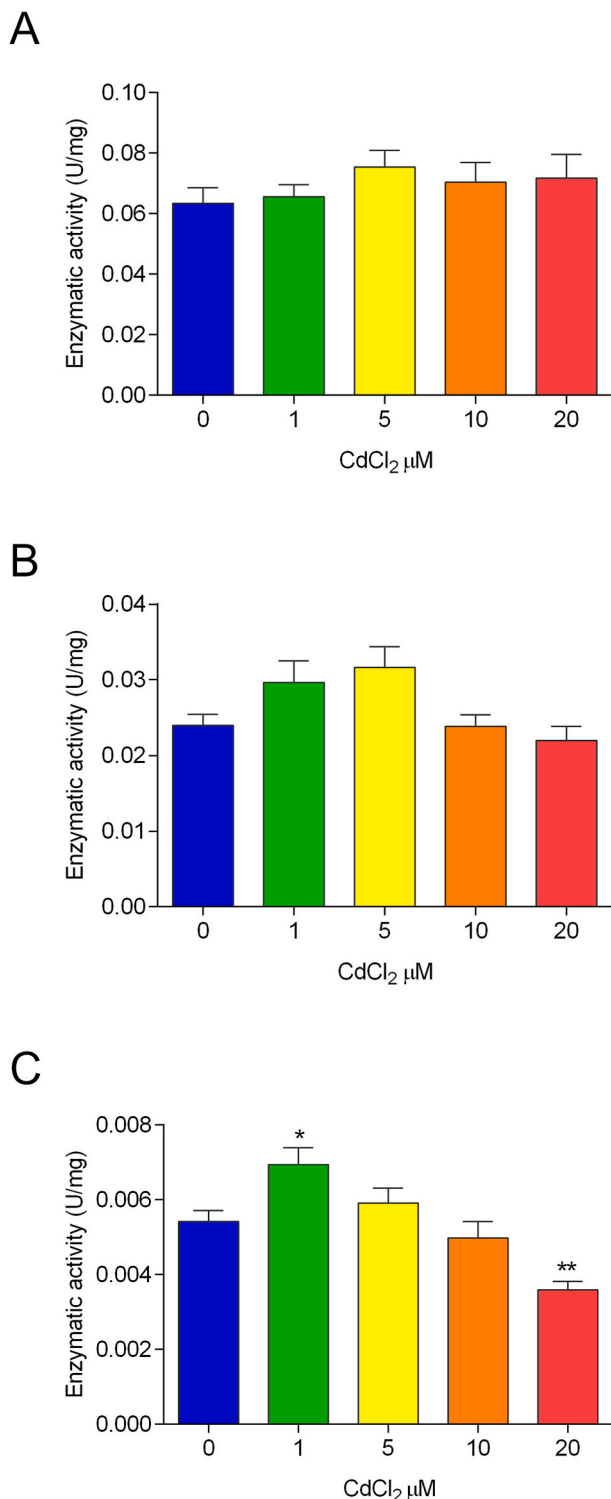 A
Enzymatic activity (U/mg)
0.10
0.08
0.06
0.04
0.02
0.00
0 1 5 10 20
CdCl₂ μM
B
Enzymatic activity (U/mg)
0.04
0.03
0.02
0.01
0.00
0 1 5 10 20
CdCl₂ μM
C
Enzymatic activity (U/mg)
0.008
0.006
0.004
0.002
0.000
*
**
0 1 5 10 20
CdCl₂ μM